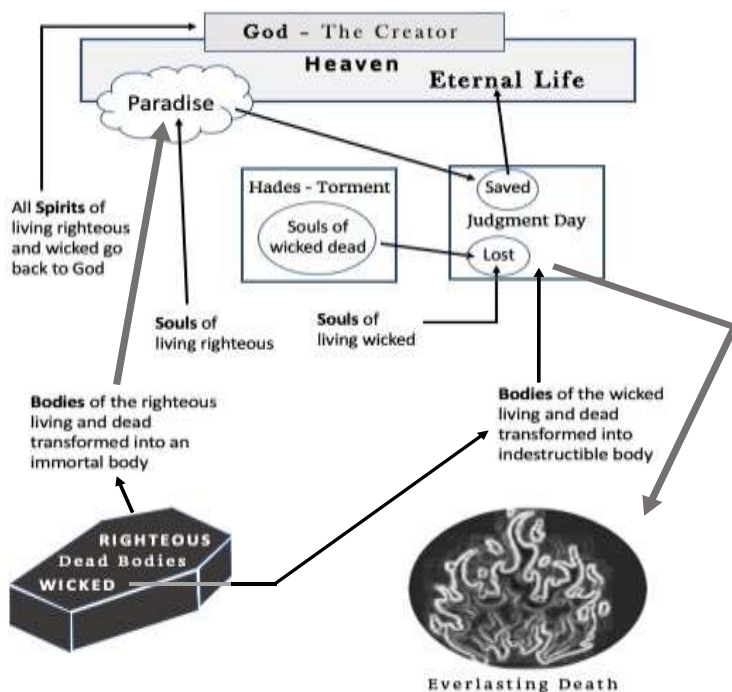 God – The Creator
Heaven
Eternal Life
Paradise
Hades - Torment
Souls of
wicked dead
Saved
Judgment Day
Lost
All Spirits of
living righteous
and wicked go
back to God
Souls of
living righteous
Souls of
living wicked
Bodies of the righteous
living and dead
transformed into an
immortal body
Bodies of the wicked
living and dead
transformed into
indestructible body
RIGHTEOUS
Dead Bodies
WICKED
Everlasting Death